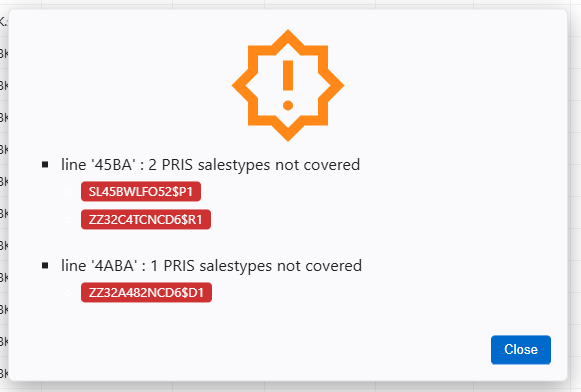 line '45BA' : 2 PRIS salestypes not covered
SL45BWLFO52$P1
ZZ32C4TCNCD6$R1
line '4ABA' : 1 PRIS salestypes not covered
ZZ32A482NCD6$D1
Close